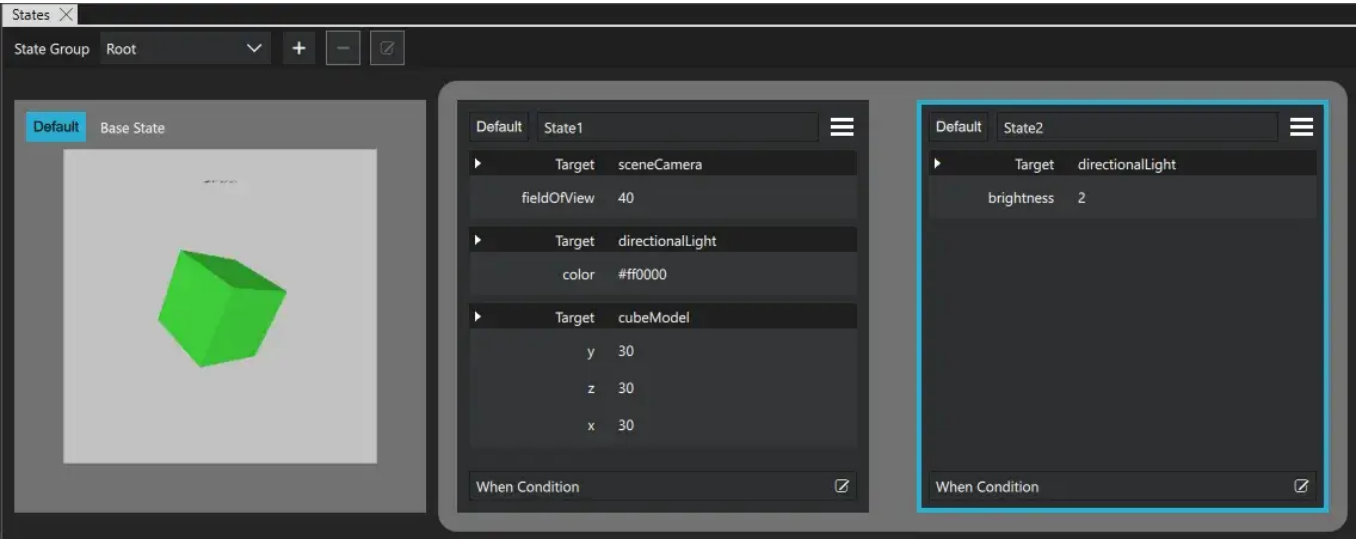 States
State Group Root
Default Base State
Default State1
Target sceneCamera
fieldOfView 40
Target directionalLight
color #ff0000
Target cubeModel
y 30
z 30
x 30
When Condition
Default State2
Target directionalLight
brightness 2
When Condition